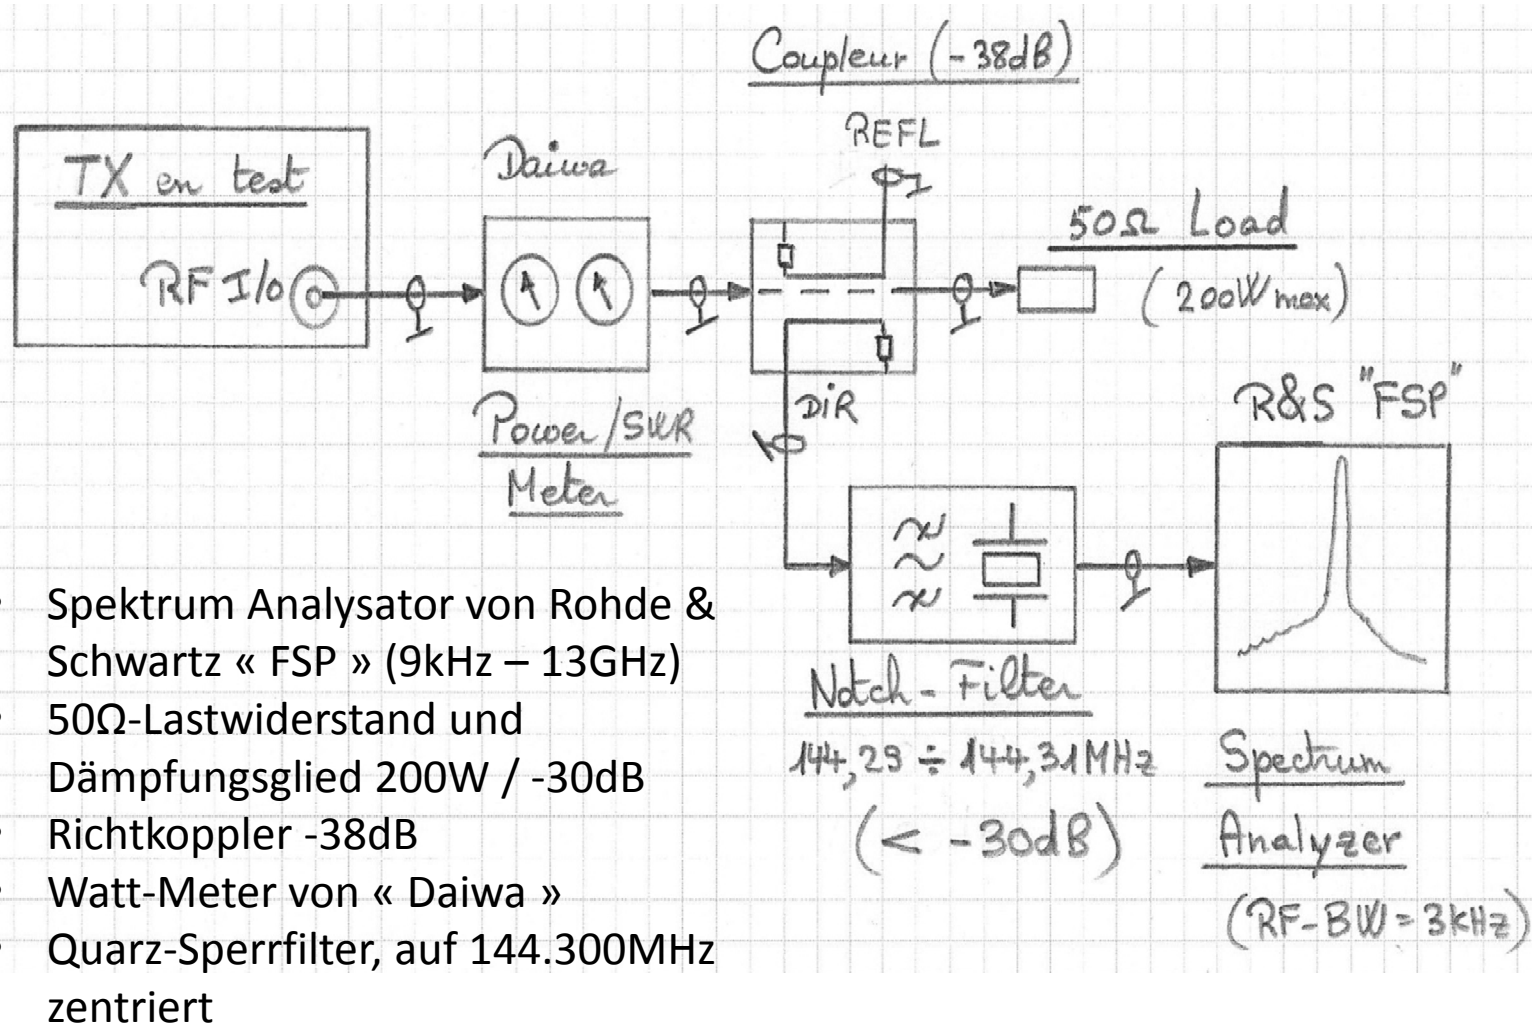 Coupleur (-38dB)
REFL
TX en test
RF I/O
Daiwa
Power/SWR
Meter
50Ω Load
(200W max)
DiR
R&S "FSP"
Notch-Filter
144,29 ÷ 144,31MHz
(< -30dB)
Spectrum
Analyzer
(RF-BW = 3kHz)
• Spektrum Analysator von Rohde &
Schwartz « FSP » (9kHz – 13GHz)
• 50Ω-Lastwiderstand und
Dämpfungsglied 200W / -30dB
• Richtkoppler -38dB
• Watt-Meter von « Daiwa »
• Quarz-Sperrfilter, auf 144.300MHz
zentriert